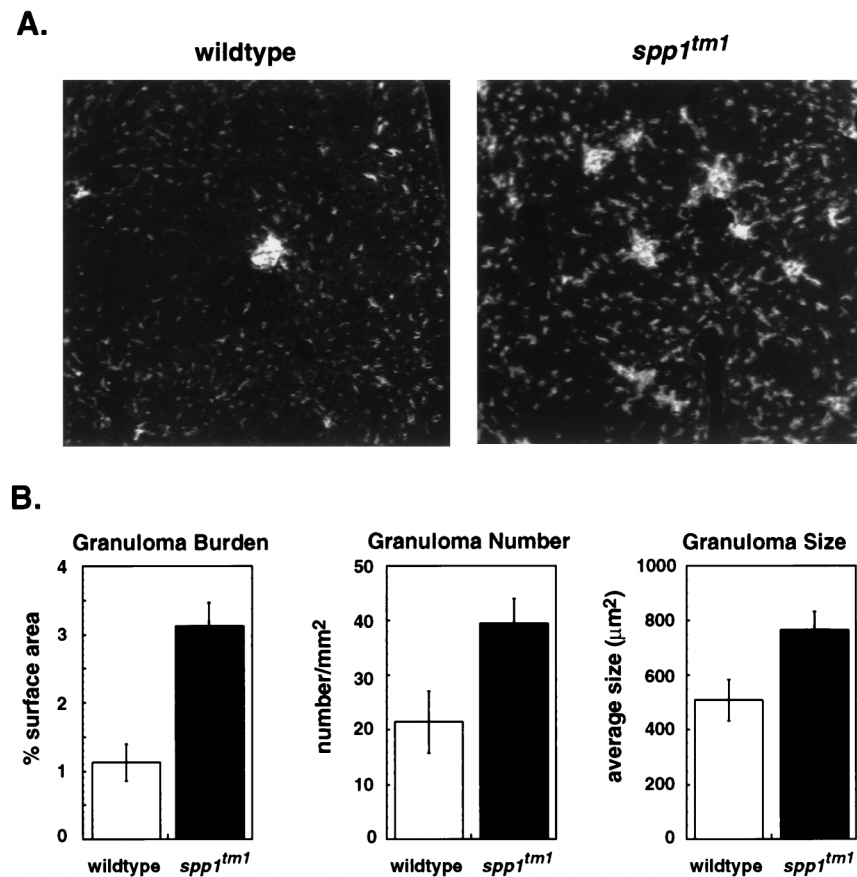 A.
wildtype
spp1tm1
B.
Granuloma Burden
% surface area
4
3
2
1
0
wildtype
spp1tm1
Granuloma Number
number/mm2
50
40
30
20
10
0
wildtype
spp1tm1
Granuloma Size
average size (μm2)
1000
800
600
400
200
0
wildtype
spp1tm1